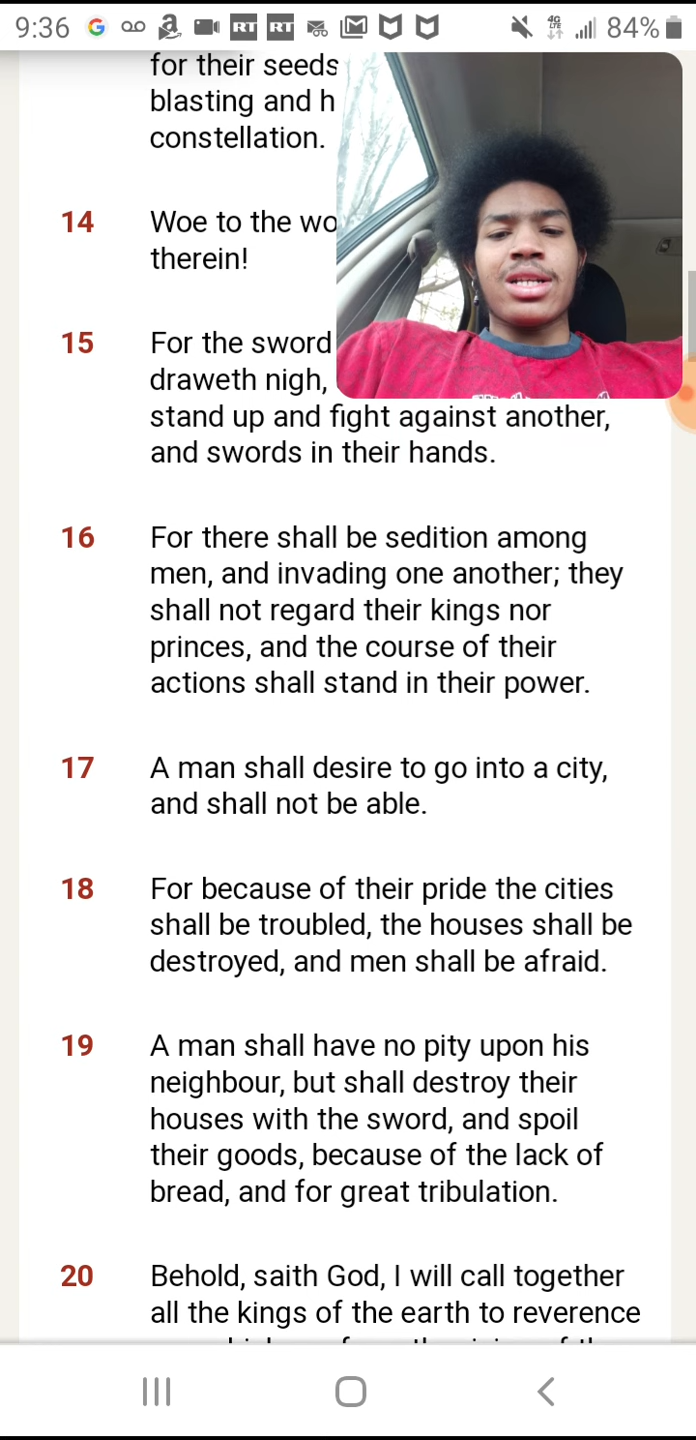 9:36 G RT RT M 4G LTE 84%
for their seeds
blasting and h
constellation.
14 Woe to the wo
therein!
15 For the sword
draweth nigh,
stand up and fight against another,
and swords in their hands.
16 For there shall be sedition among
men, and invading one another; they
shall not regard their kings nor
princes, and the course of their
actions shall stand in their power.
17 A man shall desire to go into a city,
and shall not be able.
18 For because of their pride the cities
shall be troubled, the houses shall be
destroyed, and men shall be afraid.
19 A man shall have no pity upon his
neighbour, but shall destroy their
houses with the sword, and spoil
their goods, because of the lack of
bread, and for great tribulation.
20 Behold, saith God, I will call together
all the kings of the earth to reverence